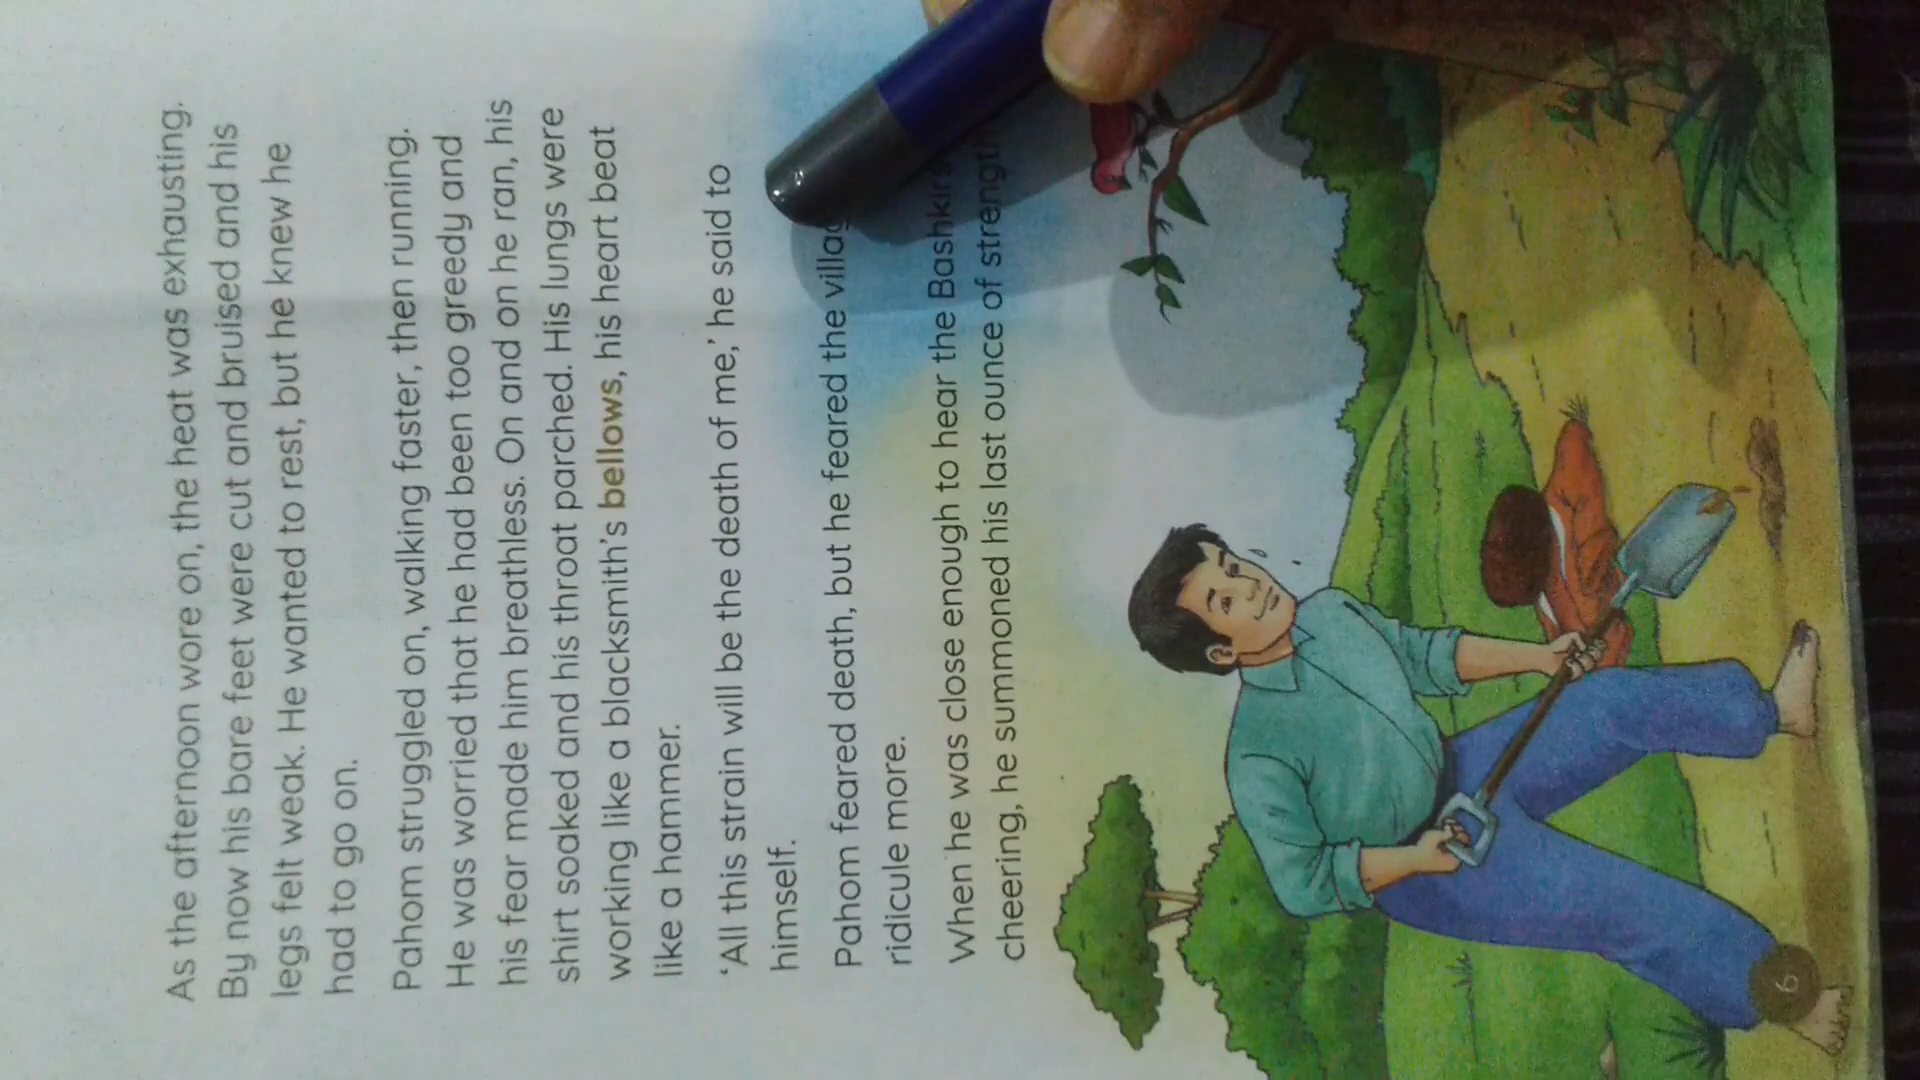 As the afternoon wore on, the heat was exhausting.
By now his bare feet were cut and bruised and his
legs felt weak. He wanted to rest, but he knew he
had to go on.
Pahom struggled on, walking faster, then running.
He was worried that he had been too greedy and
his fear made him breathless. On and on he ran, his
shirt soaked and his throat parched. His lungs were
working like a blacksmith's bellows, his heart beat
like a hammer.
‘All this strain will be the death of me,’ he said to
himself.
Pahom feared death, but he feared the
ridicule more.
When he was close enough to hear the Bashkirs
cheering, he summoned his last ounce of strength
6